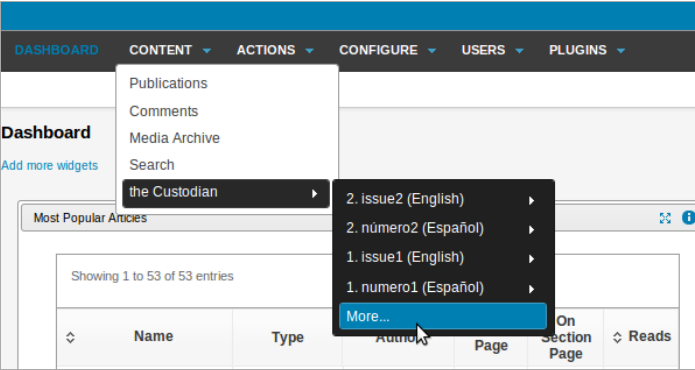 DASHBOARD CONTENT ACTIONS CONFIGURE USERS PLUGINS
Publications
Comments
Media Archive
Search
the Custodian
2. issue2 (English)
2. número2 (Español)
1. issue1 (English)
1. numero1 (Español)
More...
Dashboard
Add more widgets
Most Popular Articles
Showing 1 to 53 of 53 entries
Name
Type
Author
Page
On
Section
Page
Reads